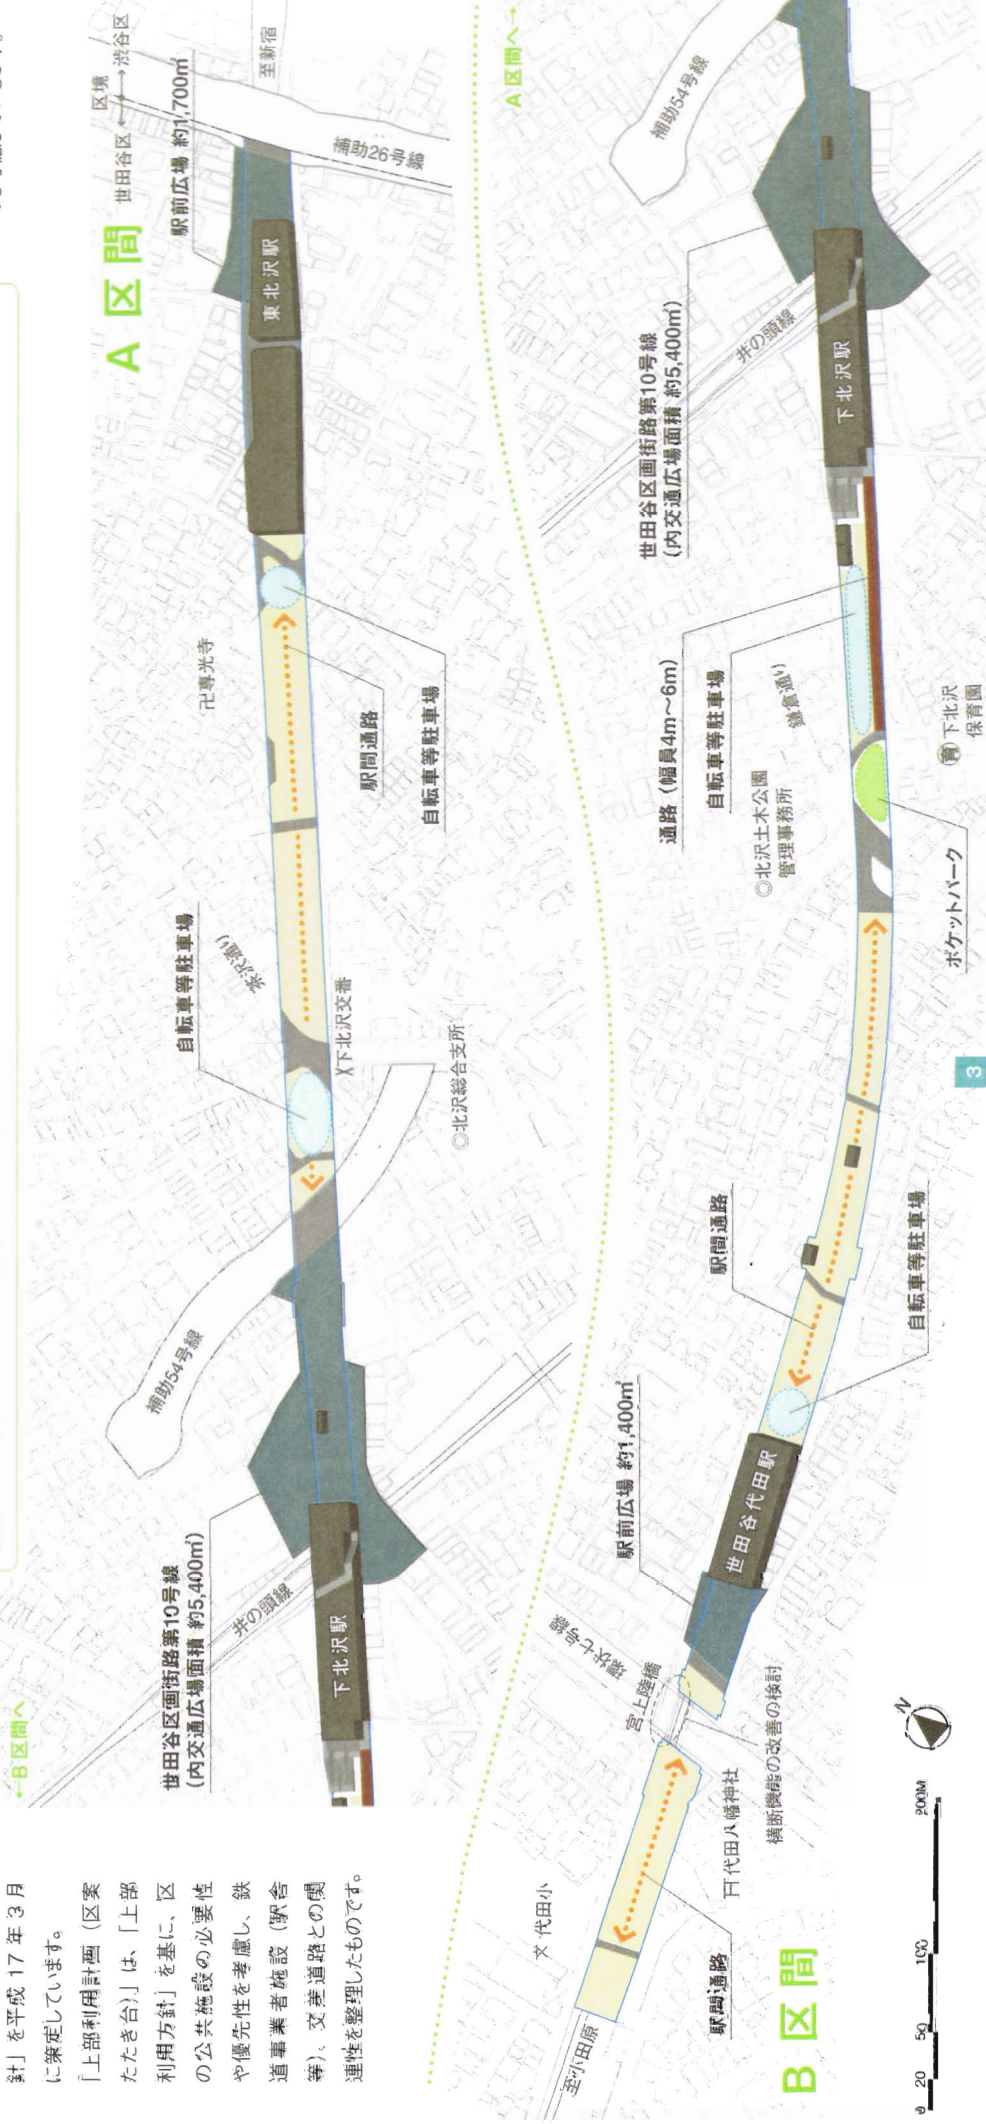 針」を平成 17 年 3 月
に策定しています。
「上部利用計画(区案
たたき台)」は、「上部
利用方針」を基に、区
の公共施設の必要性
や優先性を考慮し、鉄
道事業者施設(駅舎
等)、交差道路との関
連性を整理したものです。
←B区間へ
A 区間
区境
世田谷区 ←→ 渋谷区
至新宿
駅前広場 約1,700㎡
補助26号線
東北沢駅
卍専光寺
駅間通路
自転車等駐車場
自転車等駐車場
茶沢通り
X下北沢交番
◎北沢総合支所
補助54号線
世田谷区画街路第10号線
(内交通広場面積 約5,400㎡)
井の頭線
下北沢駅
A区間へ→
補助54号線
世田谷区画街路第10号線
(内交通広場面積 約5,400㎡)
井の頭線
下北沢駅
通路(幅員4m〜6m)
自転車等駐車場
鎌倉通り
◎北沢土木公園
管理事務所
育 下北沢
保育園
ポケットパーク
駅間通路
自転車等駐車場
駅前広場 約1,400㎡
世田谷代田駅
環状七号線
宮上陸橋
横断機能の改善の検討
代田八幡神社
文 代田小
駅間通路
至小田原
B 区間
0 20 50 100 200M
N
3